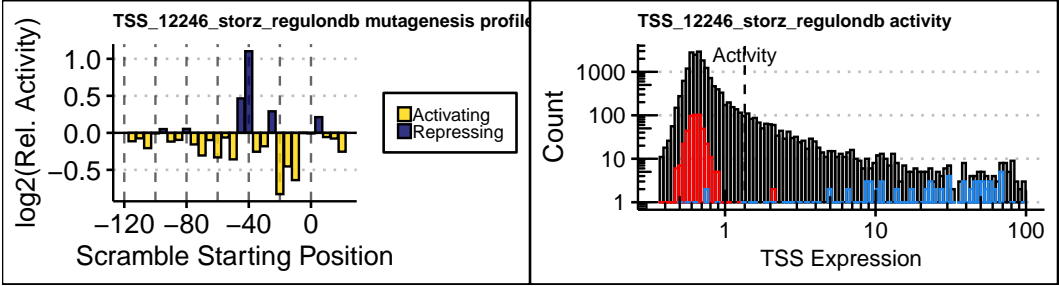 TSS_12246_storz_regulondb mutagenesis profile
log2(Rel. Activity)
1.0
0.5
0.0
−0.5
−120 −80 −40 0
Scramble Starting Position
Activating
Repressing
TSS_12246_storz_regulondb activity
Activity
Count
1000
100
10
1
1 10 100
TSS Expression